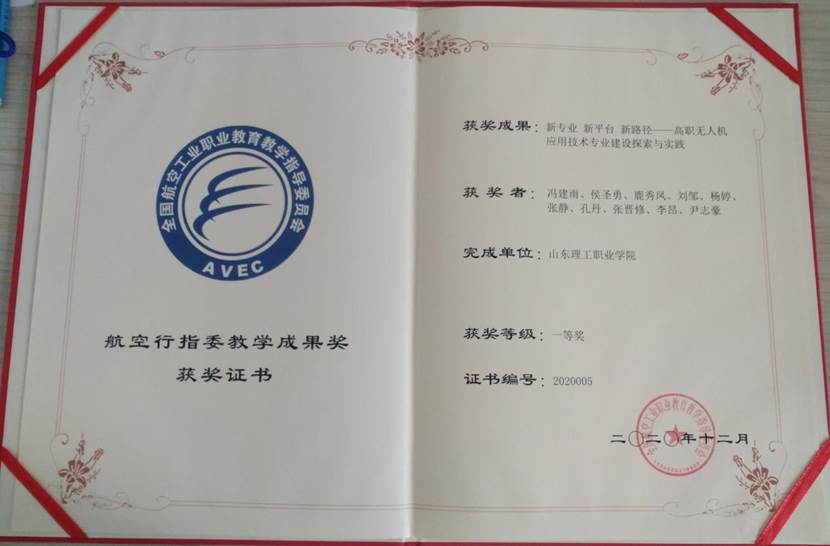 全国航空工业职业教育教学指导委员会
AVEC
航空行指委教学成果奖
获奖证书
获奖成果：新专业 新平台 新路径——高职无人机
应用技术专业建设探索与实践
获奖者：冯建雨、侯圣勇、鹿秀凤、刘邹、杨婷、
张静、孔丹、张晋修、李昂、尹志豪
完成单位：山东理工职业学院
获奖等级：一等奖
证书编号：2020005
二〇二〇年十二月